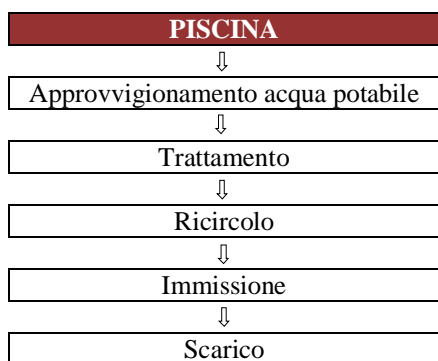 PISCINA
⇩
Approvvigionamento acqua potabile
⇩
Trattamento
⇩
Ricircolo
⇩
Immissione
⇩
Scarico